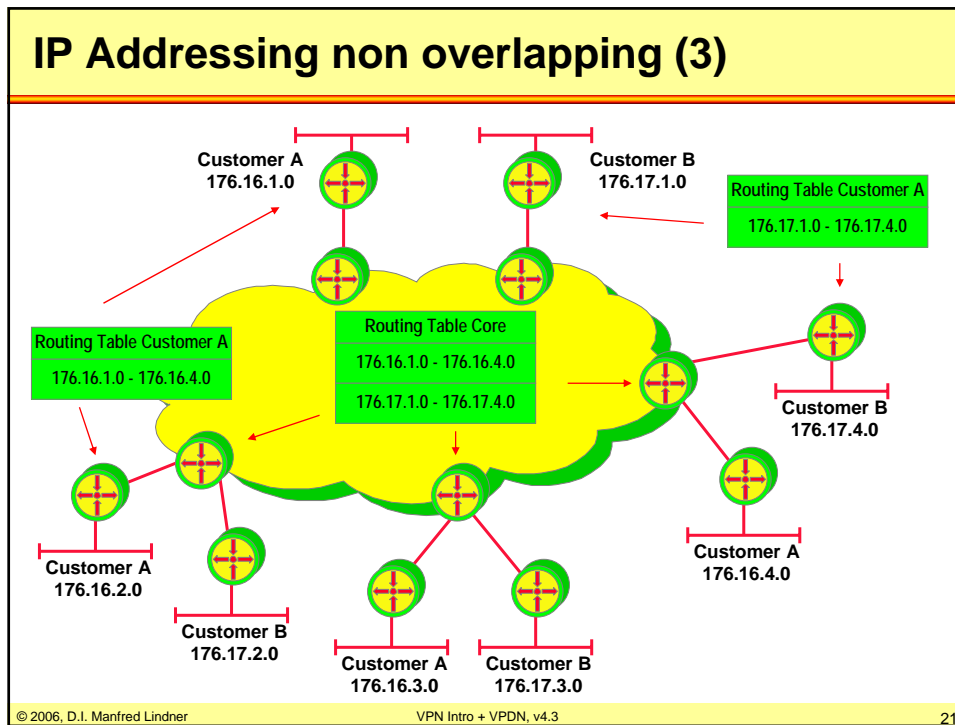 IP Addressing non overlapping (3)
Customer A
176.16.1.0
Customer B
176.17.1.0
Routing Table Customer A
176.17.1.0 - 176.17.4.0
Routing Table Customer A
176.16.1.0 - 176.16.4.0
Routing Table Core
176.16.1.0 - 176.16.4.0
176.17.1.0 - 176.17.4.0
Customer B
176.17.4.0
Customer A
176.16.4.0
Customer A
176.16.2.0
Customer B
176.17.2.0
Customer A
176.16.3.0
Customer B
176.17.3.0
© 2006, D.I. Manfred Lindner
VPN Intro + VPDN, v4.3
21